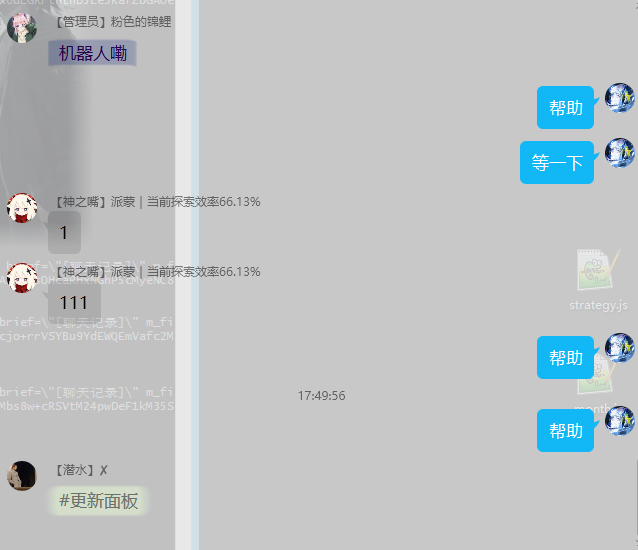 【管理员】粉色的锦鲤
机器人嘞
帮助
等一下
【神之嘴】派蒙 | 当前探索效率66.13%
1
【神之嘴】派蒙 | 当前探索效率66.13%
111
strategy.js
brief=\"[聊天记录]\" m_fi
cjo+rrVSYBu9YdEWQEmVafc2M
帮助
brief=\"[聊天记录]\" m_fi
Mbs8w+cRSVtM24pwDeF1kM35S
17:49:56
帮助
【潜水】✗
#更新面板